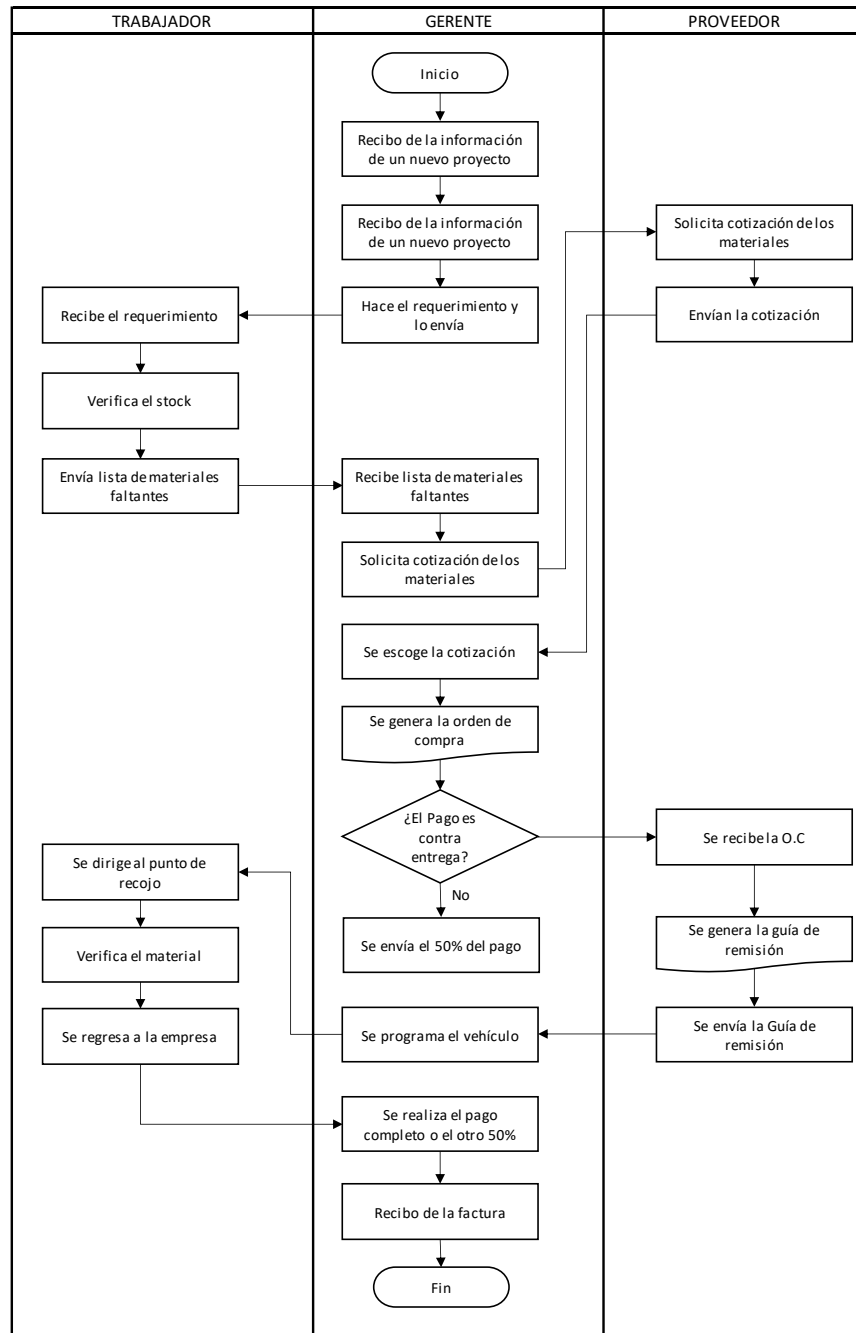 TRABAJADOR
GERENTE
PROVEEDOR
Inicio
Recibo de la información
de un nuevo proyecto
Recibo de la información
de un nuevo proyecto
Solicita cotización de los
materiales
Recibe el requerimiento
Hace el requerimiento y
lo envía
Envían la cotización
Verifica el stock
Envía lista de materiales
faltantes
Recibe lista de materiales
faltantes
Solicita cotización de los
materiales
Se escoge la cotización
Se genera la orden de
compra
¿El Pago es
contra
entrega?
Se recibe la O.C
Se dirige al punto de
recojo
No
Verifica el material
Se envía el 50% del pago
Se genera la guía de
remisión
Se regresa a la empresa
Se programa el vehículo
Se envía la Guía de
remisión
Se realiza el pago
completo o el otro 50%
Recibo de la factura
Fin